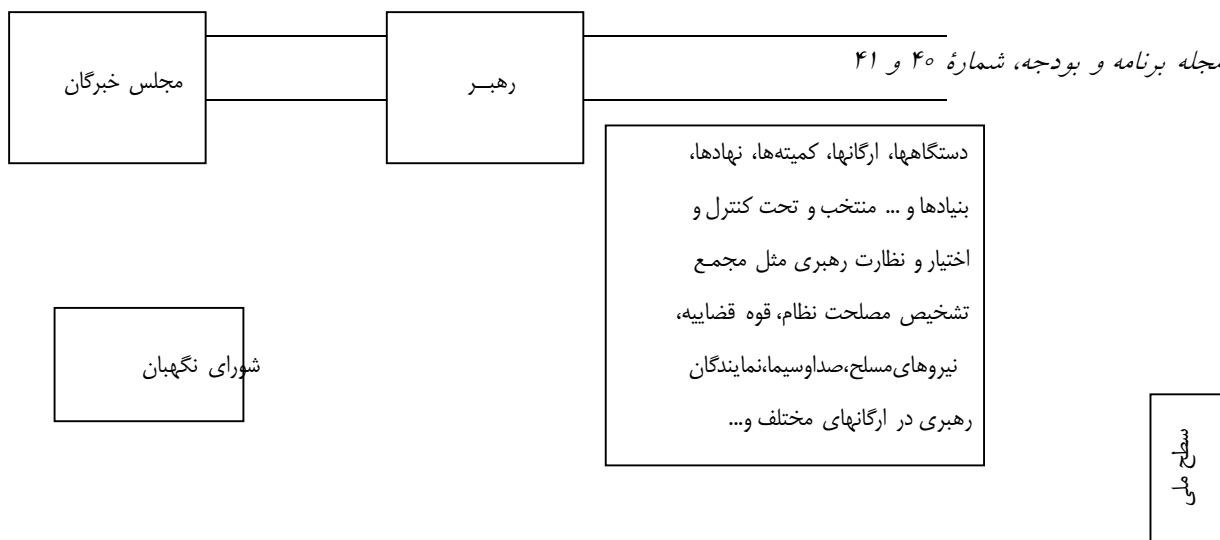 مجله برنامه و بودجه، شمارهٔ ۴۰ و ۴۱
رهبــر
مجلس خبرگان
دستگاهها، ارگانها، کمیته‌ها، نهادها،
بنیادها و ... منتخب و تحت کنترل و
اختیار و نظارت رهبری مثل مجمـع
تشخیص مصلحت نظام، قوه قضاییه،
نیروهای‌مسلح،صداوسیما،نمایندگان
رهبری در ارگانهای مختلف و...
شورای نگهبان
سطح ملی